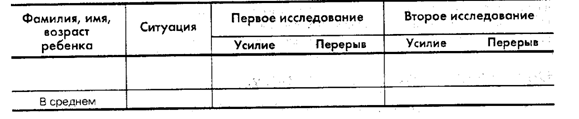 Фамилия, имя,
возраст
ребенка
Ситуация
Первое исследование
Усилие Перерыв
Второе исследование
Усилие Перерыв
В среднем